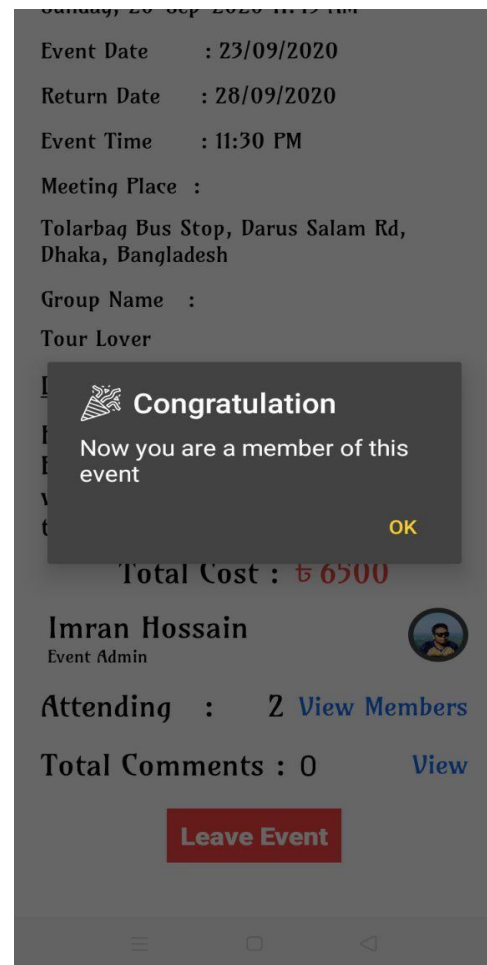 Event Date : 23/09/2020
Return Date : 28/09/2020
Event Time : 11:30 PM
Meeting Place :
Tolarbag Bus Stop, Darus Salam Rd,
Dhaka, Bangladesh
Group Name :
Tour Lover
Congratulation
Now you are a member of this
event
OK
Total Cost : ৳ 6500
Imran Hossain
Event Admin
Attending : 2 View Members
Total Comments : 0 View
Leave Event